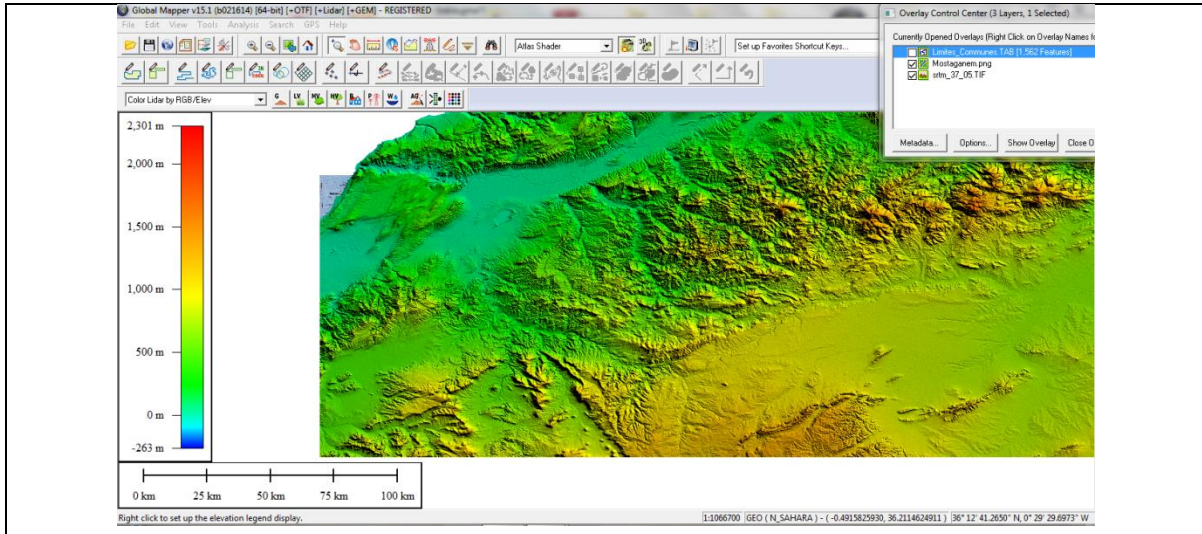 Global Mapper v15.1 (b021614) [64-bit] [+OTF] [+Lidar] [+GEM] - REGISTERED
File Edit View Tools Analysis Search GPS Help
Atlas Shader
Set up Favorites Shortcut Keys...
Color Lidar by RGB/Elev
Overlay Control Center (3 Layers, 1 Selected)
Currently Opened Overlays (Right Click on Overlay Names fo
Limites_Communes.TAB [1,562 Features]
Mostaganem.png
srtm_37_05.TIF
Metadata... Options... Show Overlay Close O
2,301 m
2,000 m
1,500 m
1,000 m
500 m
0 m
-263 m
0 km 25 km 50 km 75 km 100 km
Right click to set up the elevation legend display.
1:1066700 GEO ( N_SAHARA ) - ( -0.4915825930, 36.2114624911 ) 36° 12' 41.2650" N, 0° 29' 29.6973" W